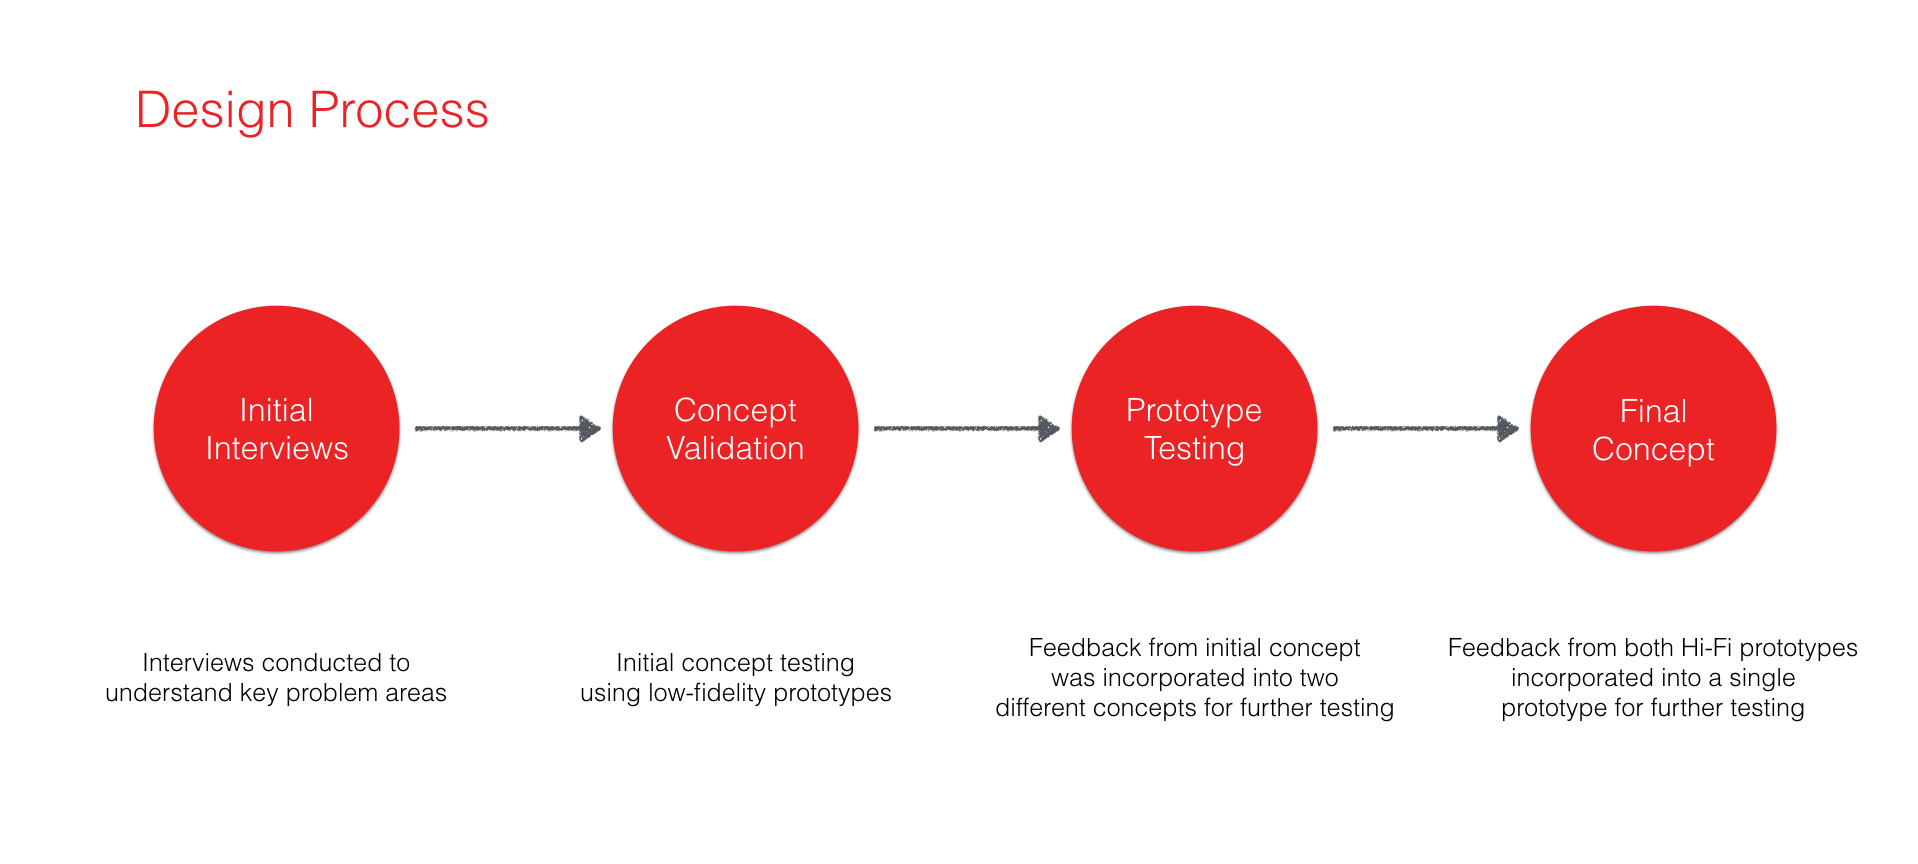 Design Process
Initial
Interviews
Concept
Validation
Prototype
Testing
Final
Concept
Interviews conducted to
understand key problem areas
Initial concept testing
using low-fidelity prototypes
Feedback from initial concept
was incorporated into two
different concepts for further testing
Feedback from both Hi-Fi prototypes
incorporated into a single
prototype for further testing